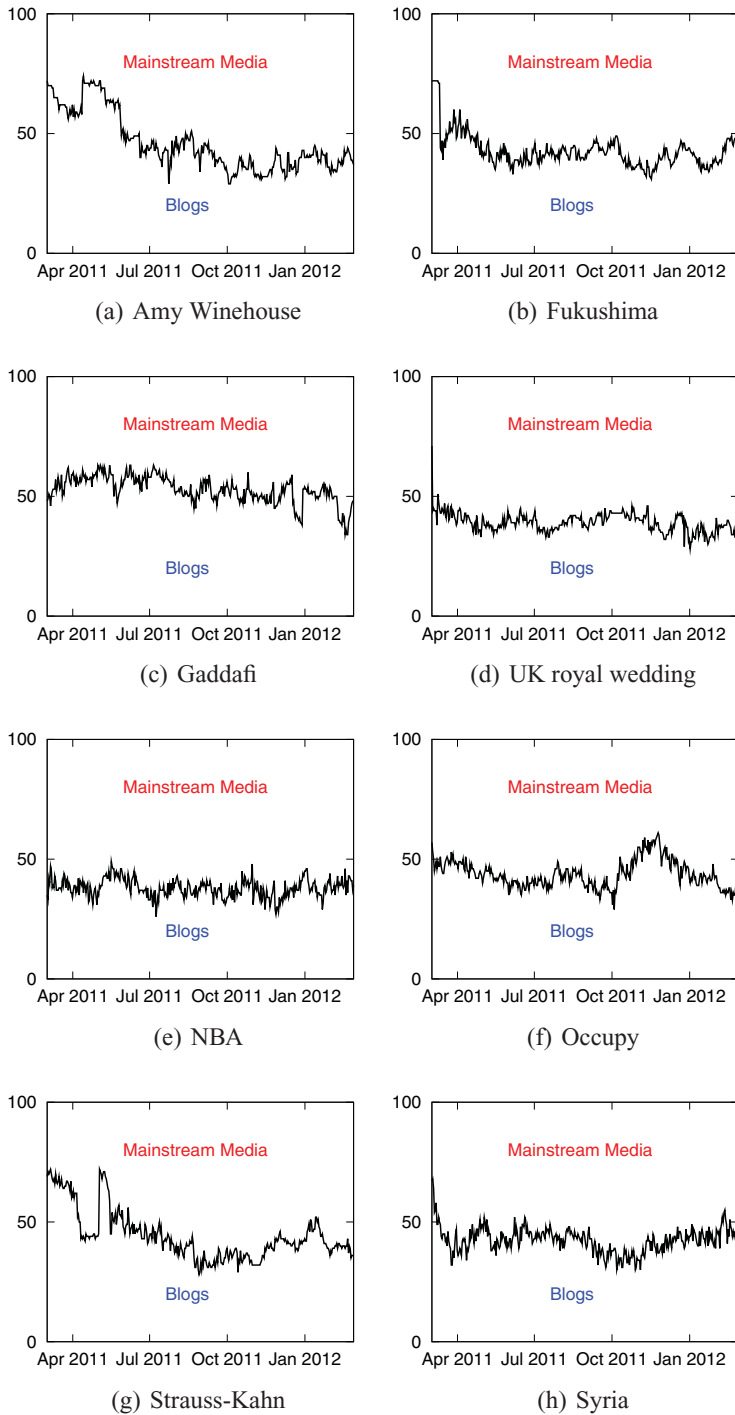 100
Mainstream Media
50
Blogs
0
Apr 2011 Jul 2011 Oct 2011 Jan 2012
(a) Amy Winehouse
100
Mainstream Media
50
Blogs
0
Apr 2011 Jul 2011 Oct 2011 Jan 2012
(b) Fukushima
100
Mainstream Media
50
Blogs
0
Apr 2011 Jul 2011 Oct 2011 Jan 2012
(c) Gaddafi
100
Mainstream Media
50
Blogs
0
Apr 2011 Jul 2011 Oct 2011 Jan 2012
(d) UK royal wedding
100
Mainstream Media
50
Blogs
0
Apr 2011 Jul 2011 Oct 2011 Jan 2012
(e) NBA
100
Mainstream Media
50
Blogs
0
Apr 2011 Jul 2011 Oct 2011 Jan 2012
(f) Occupy
100
Mainstream Media
50
Blogs
0
Apr 2011 Jul 2011 Oct 2011 Jan 2012
(g) Strauss-Kahn
100
Mainstream Media
50
Blogs
0
Apr 2011 Jul 2011 Oct 2011 Jan 2012
(h) Syria